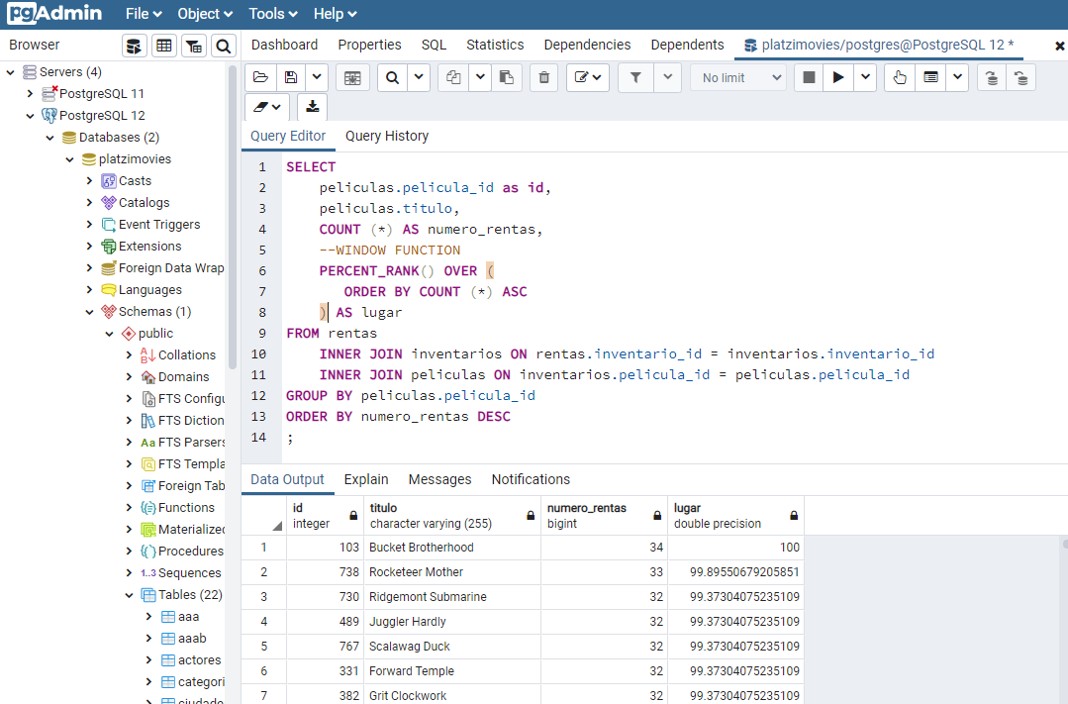 pgAdmin File Object Tools Help
Browser
Dashboard Properties SQL Statistics Dependencies Dependents platzimovies/postgres@PostgreSQL 12 *
Servers (4)
PostgreSQL 11
PostgreSQL 12
Databases (2)
platzimovies
Casts
Catalogs
Event Triggers
Extensions
Foreign Data Wrap
Languages
Schemas (1)
public
Collations
Domains
FTS Configu
FTS Diction
FTS Parsers
FTS Templa
Foreign Tab
Functions
Materialized
Procedures
1..3 Sequences
Tables (22)
aaa
aaab
actores
categori
No limit
Query Editor Query History
1 SELECT
2 peliculas.pelicula_id as id,
3 peliculas.titulo,
4 COUNT (*) AS numero_rentas,
5 --WINDOW FUNCTION
6 PERCENT_RANK() OVER (
7 ORDER BY COUNT (*) ASC
8 ) AS lugar
9 FROM rentas
10 INNER JOIN inventarios ON rentas.inventario_id = inventarios.inventario_id
11 INNER JOIN peliculas ON inventarios.pelicula_id = peliculas.pelicula_id
12 GROUP BY peliculas.pelicula_id
13 ORDER BY numero_rentas DESC
14 ;
Data Output Explain Messages Notifications
id titulo numero_rentas lugar
integer character varying (255) bigint double precision
1 103 Bucket Brotherhood 34 100
2 738 Rocketeer Mother 33 99.89550679205851
3 730 Ridgemont Submarine 32 99.37304075235109
4 489 Juggler Hardly 32 99.37304075235109
5 767 Scalawag Duck 32 99.37304075235109
6 331 Forward Temple 32 99.37304075235109
7 382 Grit Clockwork 32 99.37304075235109